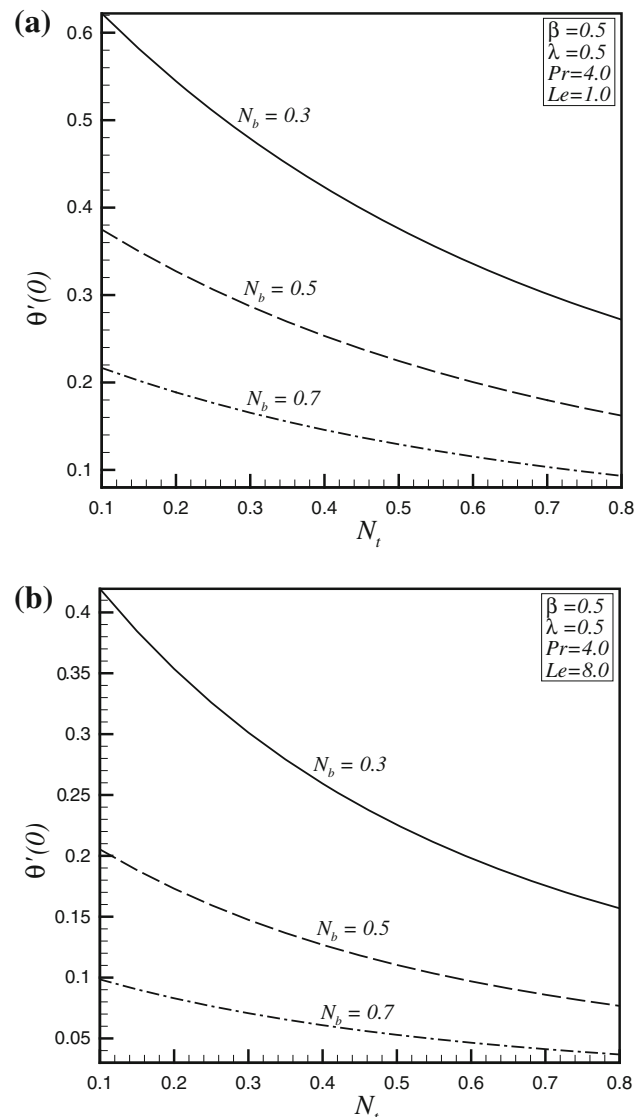 (a)
β =0.5
λ =0.5
Pr=4.0
Le=1.0
0.6
0.5
0.4
0.3
0.2
0.1
θ'(0)
N_b = 0.3
N_b = 0.5
N_b = 0.7
0.1 0.2 0.3 0.4 0.5 0.6 0.7 0.8
N_t
(b)
β =0.5
λ =0.5
Pr=4.0
Le=8.0
0.4
0.35
0.3
0.25
0.2
0.15
0.1
0.05
θ'(0)
N_b = 0.3
N_b = 0.5
N_b = 0.7
0.1 0.2 0.3 0.4 0.5 0.6 0.7 0.8
N